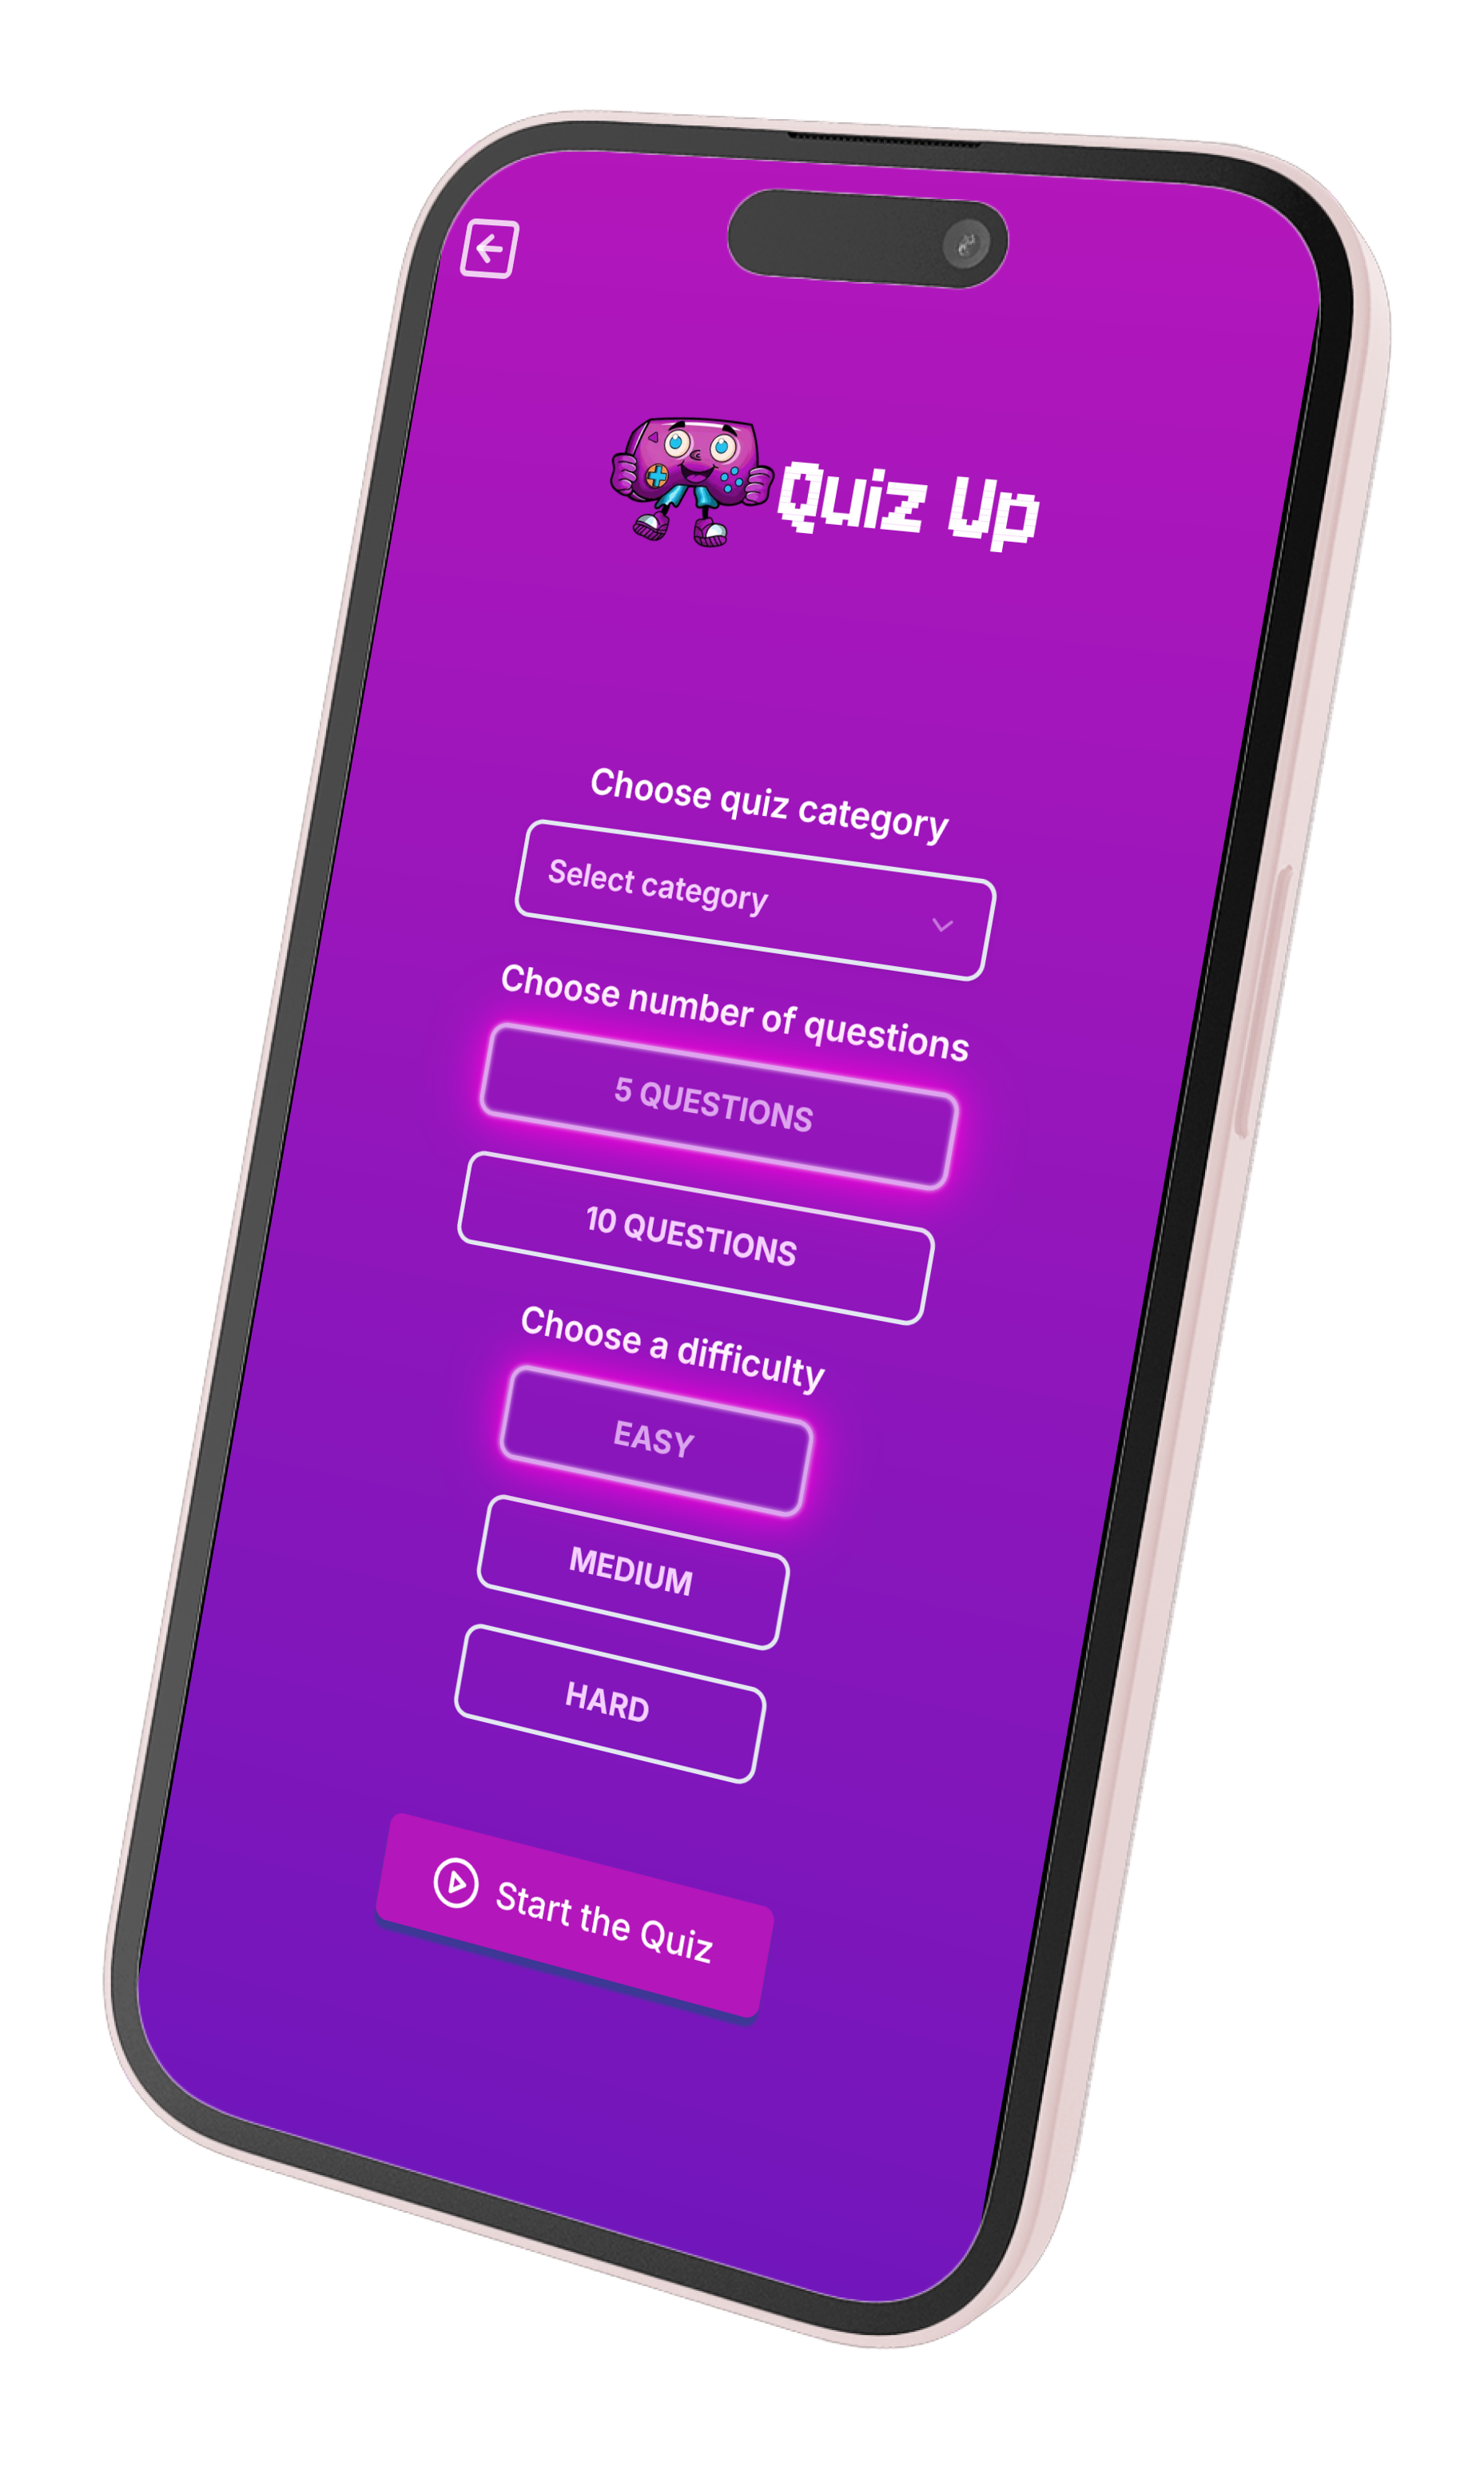 Quiz Up
Choose quiz category
Select category
Choose number of questions
5 QUESTIONS
10 QUESTIONS
Choose a difficulty
EASY
MEDIUM
HARD
Start the Quiz